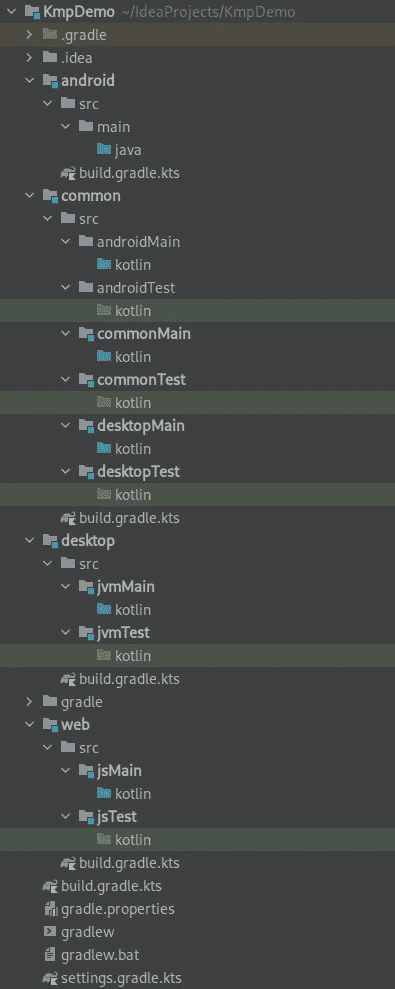 KmpDemo ~/IdeaProjects/KmpDemo
.gradle
.idea
android
src
main
java
build.gradle.kts
common
src
androidMain
kotlin
androidTest
kotlin
commonMain
kotlin
commonTest
kotlin
desktopMain
kotlin
desktopTest
kotlin
build.gradle.kts
desktop
src
jvmMain
kotlin
jvmTest
kotlin
build.gradle.kts
gradle
web
src
jsMain
kotlin
jsTest
kotlin
build.gradle.kts
build.gradle.kts
gradle.properties
gradlew
gradlew.bat
settings.gradle.kts